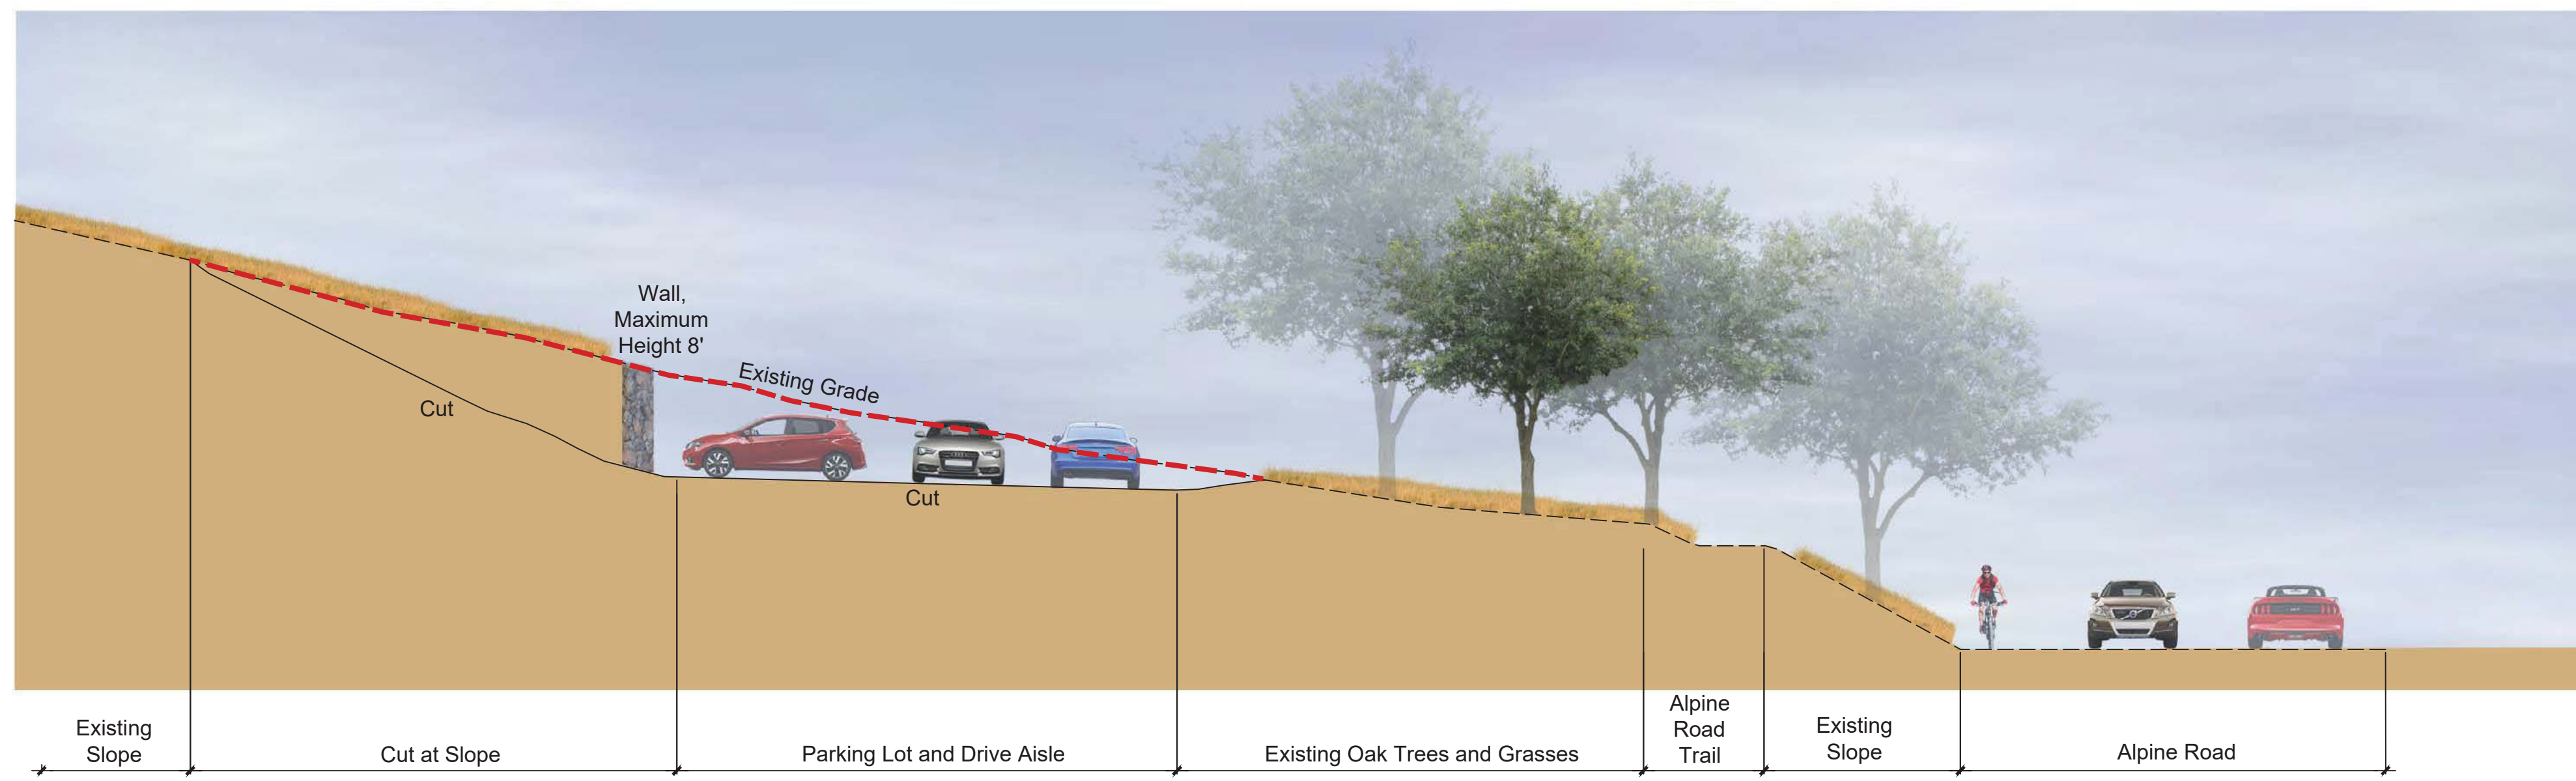 Wall,
Maximum
Height 8'
Existing Grade
Cut
Cut
Existing
Slope
Cut at Slope
Parking Lot and Drive Aisle
Existing Oak Trees and Grasses
Alpine
Road
Trail
Existing
Slope
Alpine Road